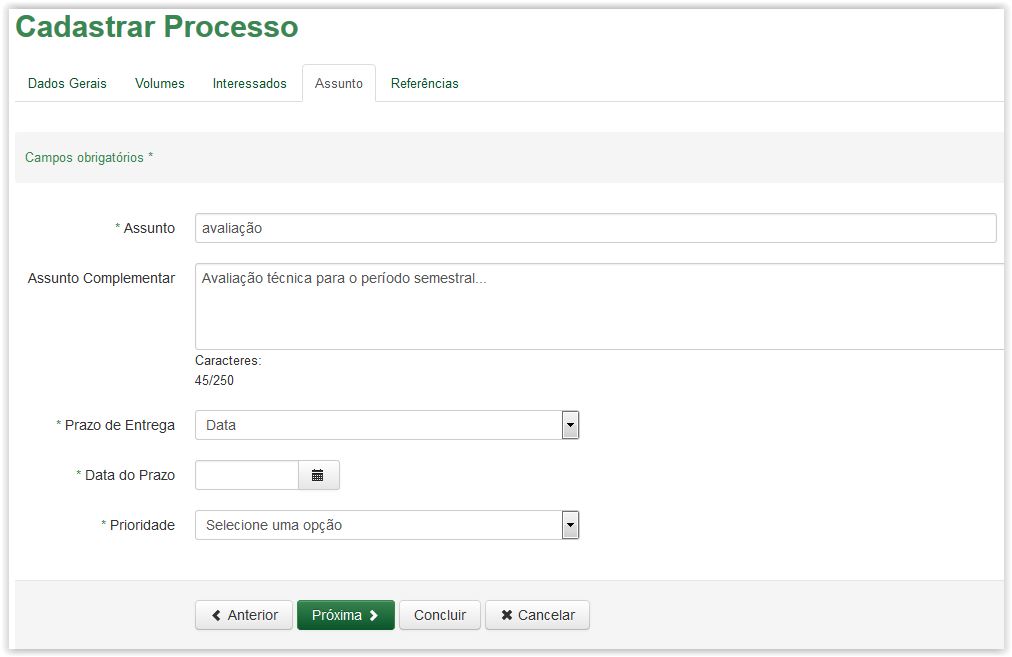 Cadastrar Processo
Dados Gerais Volumes Interessados Assunto Referências
Campos obrigatórios *
* Assunto avaliação
Assunto Complementar Avaliação técnica para o período semestral...
Caracteres:
45/250
* Prazo de Entrega Data
* Data do Prazo
* Prioridade Selecione uma opção
Anterior Próxima Concluir Cancelar